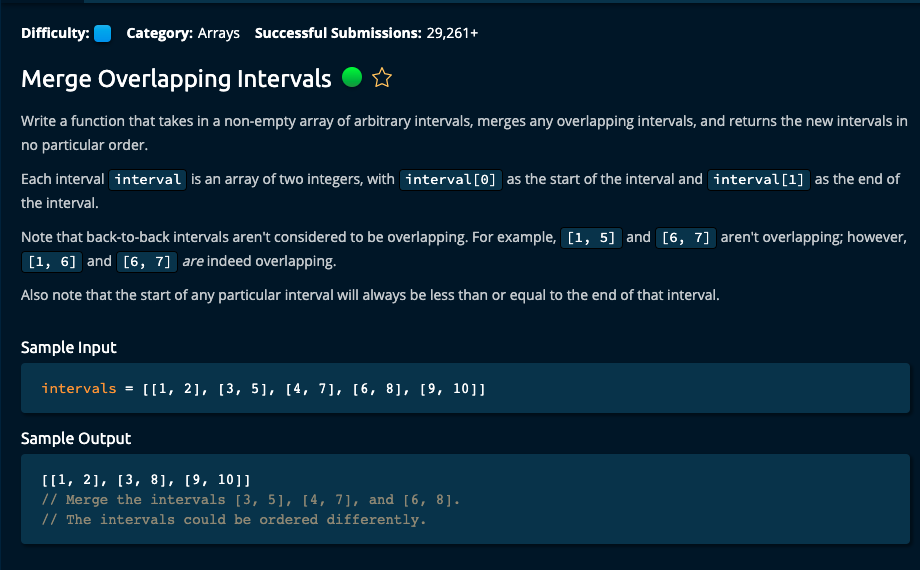 Difficulty: Category: Arrays Successful Submissions: 29,261+
Merge Overlapping Intervals
Write a function that takes in a non-empty array of arbitrary intervals, merges any overlapping intervals, and returns the new intervals in
no particular order.
Each interval interval is an array of two integers, with interval[0] as the start of the interval and interval[1] as the end of
the interval.
Note that back-to-back intervals aren't considered to be overlapping. For example, [1, 5] and [6, 7] aren't overlapping; however,
[1, 6] and [6, 7] are indeed overlapping.
Also note that the start of any particular interval will always be less than or equal to the end of that interval.
Sample Input
intervals = [[1, 2], [3, 5], [4, 7], [6, 8], [9, 10]]
Sample Output
[[1, 2], [3, 8], [9, 10]]
// Merge the intervals [3, 5], [4, 7], and [6, 8].
// The intervals could be ordered differently.